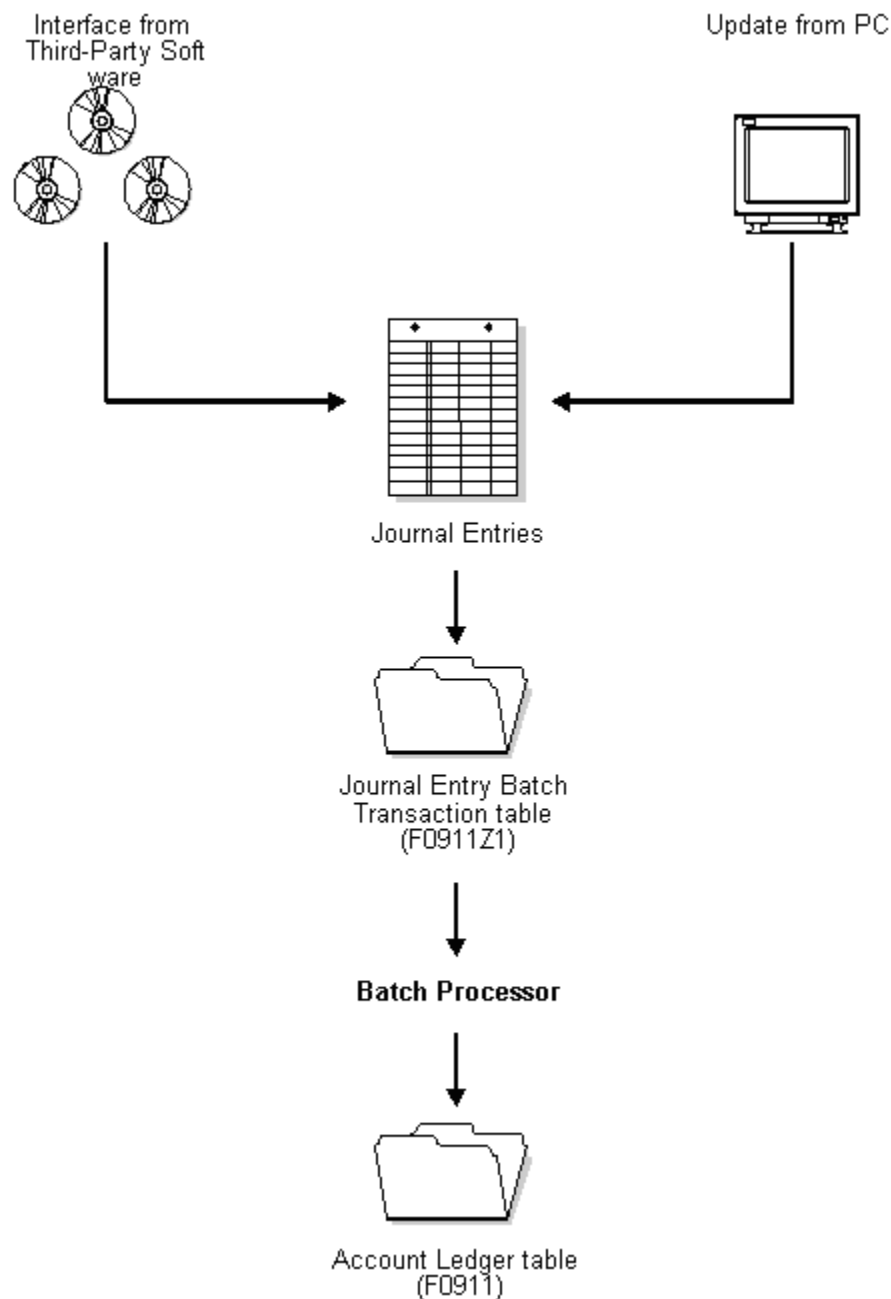 Interface from
Third-Party Soft
ware
Update from PC
Journal Entries
Journal Entry Batch
Transaction table
(F0911Z1)
Batch Processor
Account Ledger table
(F0911)